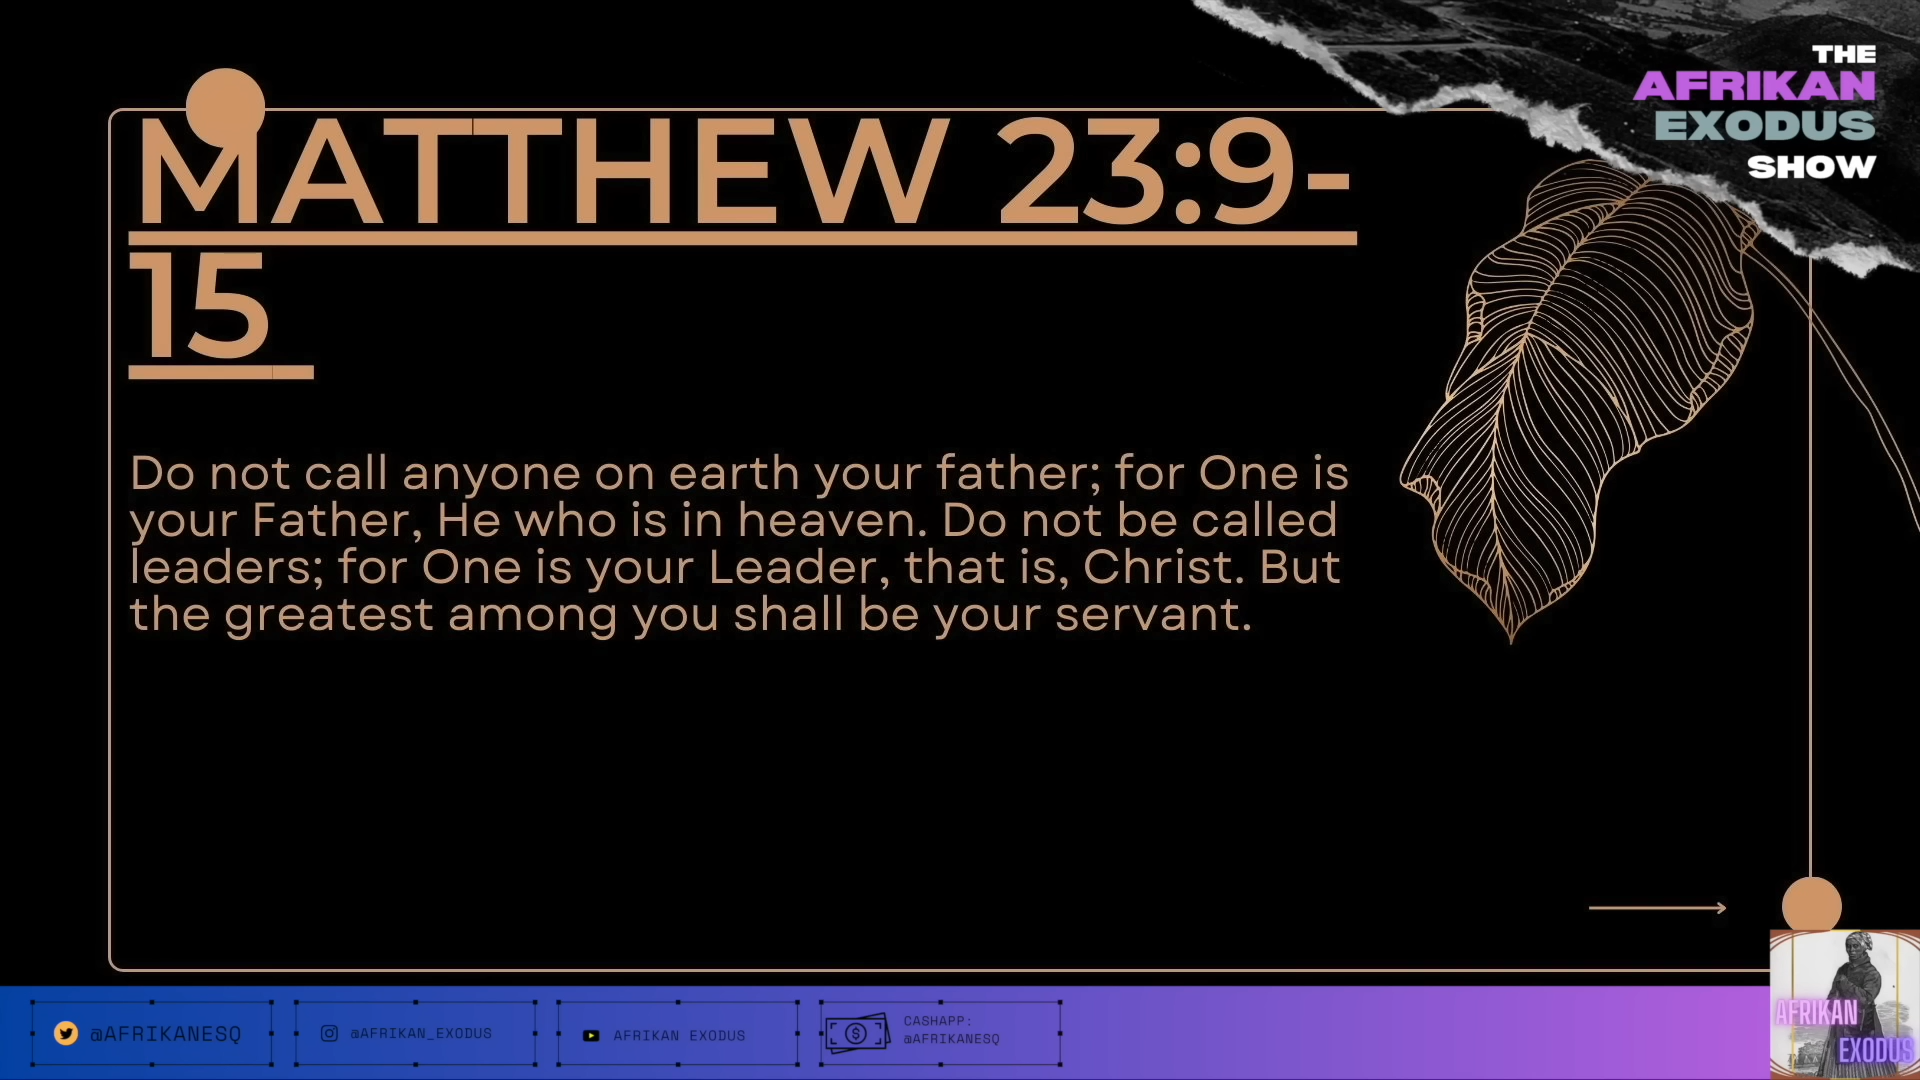 THE
AFRIKAN
EXODUS
SHOW
MATTHEW 23:9-
15
Do not call anyone on earth your father; for One is
your Father, He who is in heaven. Do not be called
leaders; for One is your Leader, that is, Christ. But
the greatest among you shall be your servant.
@AFRIKANESQ
@AFRIKAN_EXODUS
AFRIKAN EXODUS
CASHAPP:
@AFRIKANESQ
AFRIKAN
EXODUS